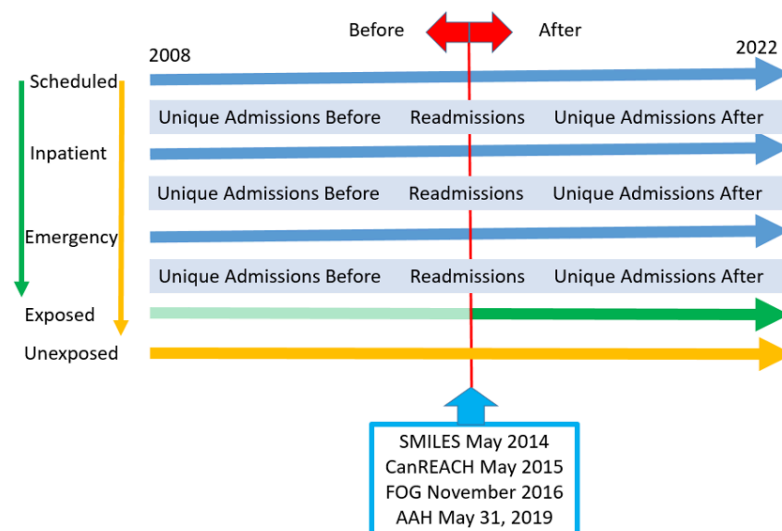 Before After
2008 2022
Scheduled
Unique Admissions Before Readmissions Unique Admissions After
Inpatient
Unique Admissions Before Readmissions Unique Admissions After
Emergency
Unique Admissions Before Readmissions Unique Admissions After
Exposed
Unexposed
SMILES May 2014
CanREACH May 2015
FOG November 2016
AAH May 31, 2019